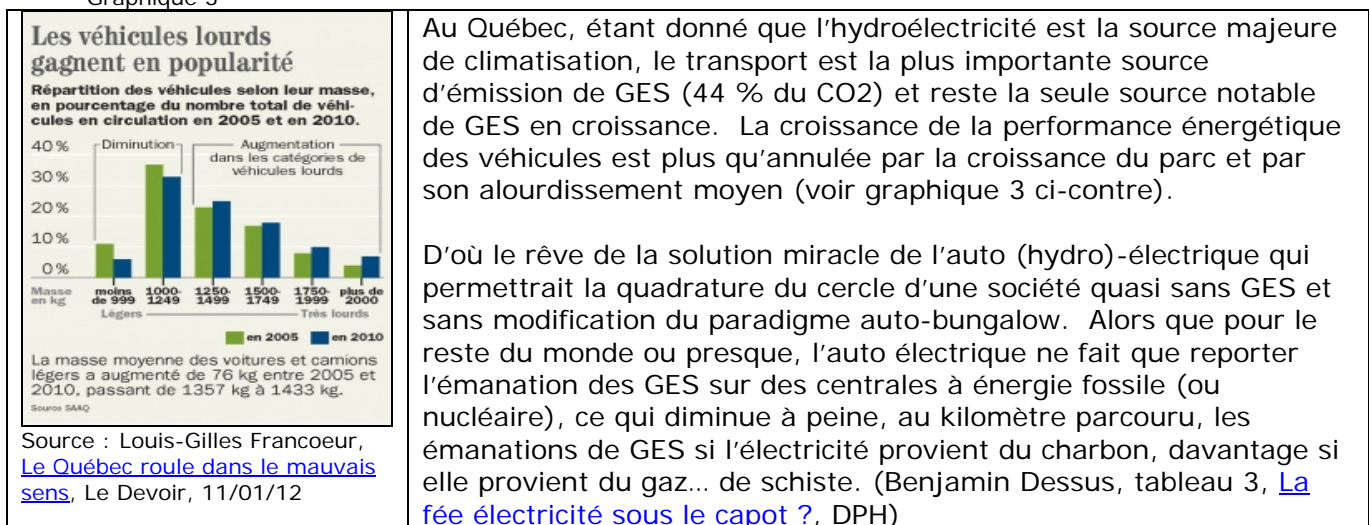 Graphique 3
Les véhicules lourds
gagnent en popularité
Répartition des véhicules selon leur masse,
en pourcentage du nombre total de véhi-
cules en circulation en 2005 et en 2010.
40 %
Diminution
Augmentation
dans les catégories de
véhicules lourds
30 %
20 %
10 %
0 %
Masse
en kg
moins
de 999
1000-
1249
1250-
1499
1500-
1749
1750-
1999
plus de
2000
Légers
Très lourds
en 2005
en 2010
La masse moyenne des voitures et camions
légers a augmenté de 76 kg entre 2005 et
2010, passant de 1357 kg à 1433 kg.
Source SAAQ
Source : Louis-Gilles Francoeur,
Le Québec roule dans le mauvais
sens, Le Devoir, 11/01/12
Au Québec, étant donné que l'hydroélectricité est la source majeure
de climatisation, le transport est la plus importante source
d'émission de GES (44 % du CO2) et reste la seule source notable
de GES en croissance. La croissance de la performance énergétique
des véhicules est plus qu'annulée par la croissance du parc et par
son alourdissement moyen (voir graphique 3 ci-contre).
D'où le rêve de la solution miracle de l'auto (hydro)-électrique qui
permettrait la quadrature du cercle d'une société quasi sans GES et
sans modification du paradigme auto-bungalow. Alors que pour le
reste du monde ou presque, l'auto électrique ne fait que reporter
l'émanation des GES sur des centrales à énergie fossile (ou
nucléaire), ce qui diminue à peine, au kilomètre parcouru, les
émanations de GES si l'électricité provient du charbon, davantage si
elle provient du gaz… de schiste. (Benjamin Dessus, tableau 3, La
fée électricité sous le capot ?, DPH)